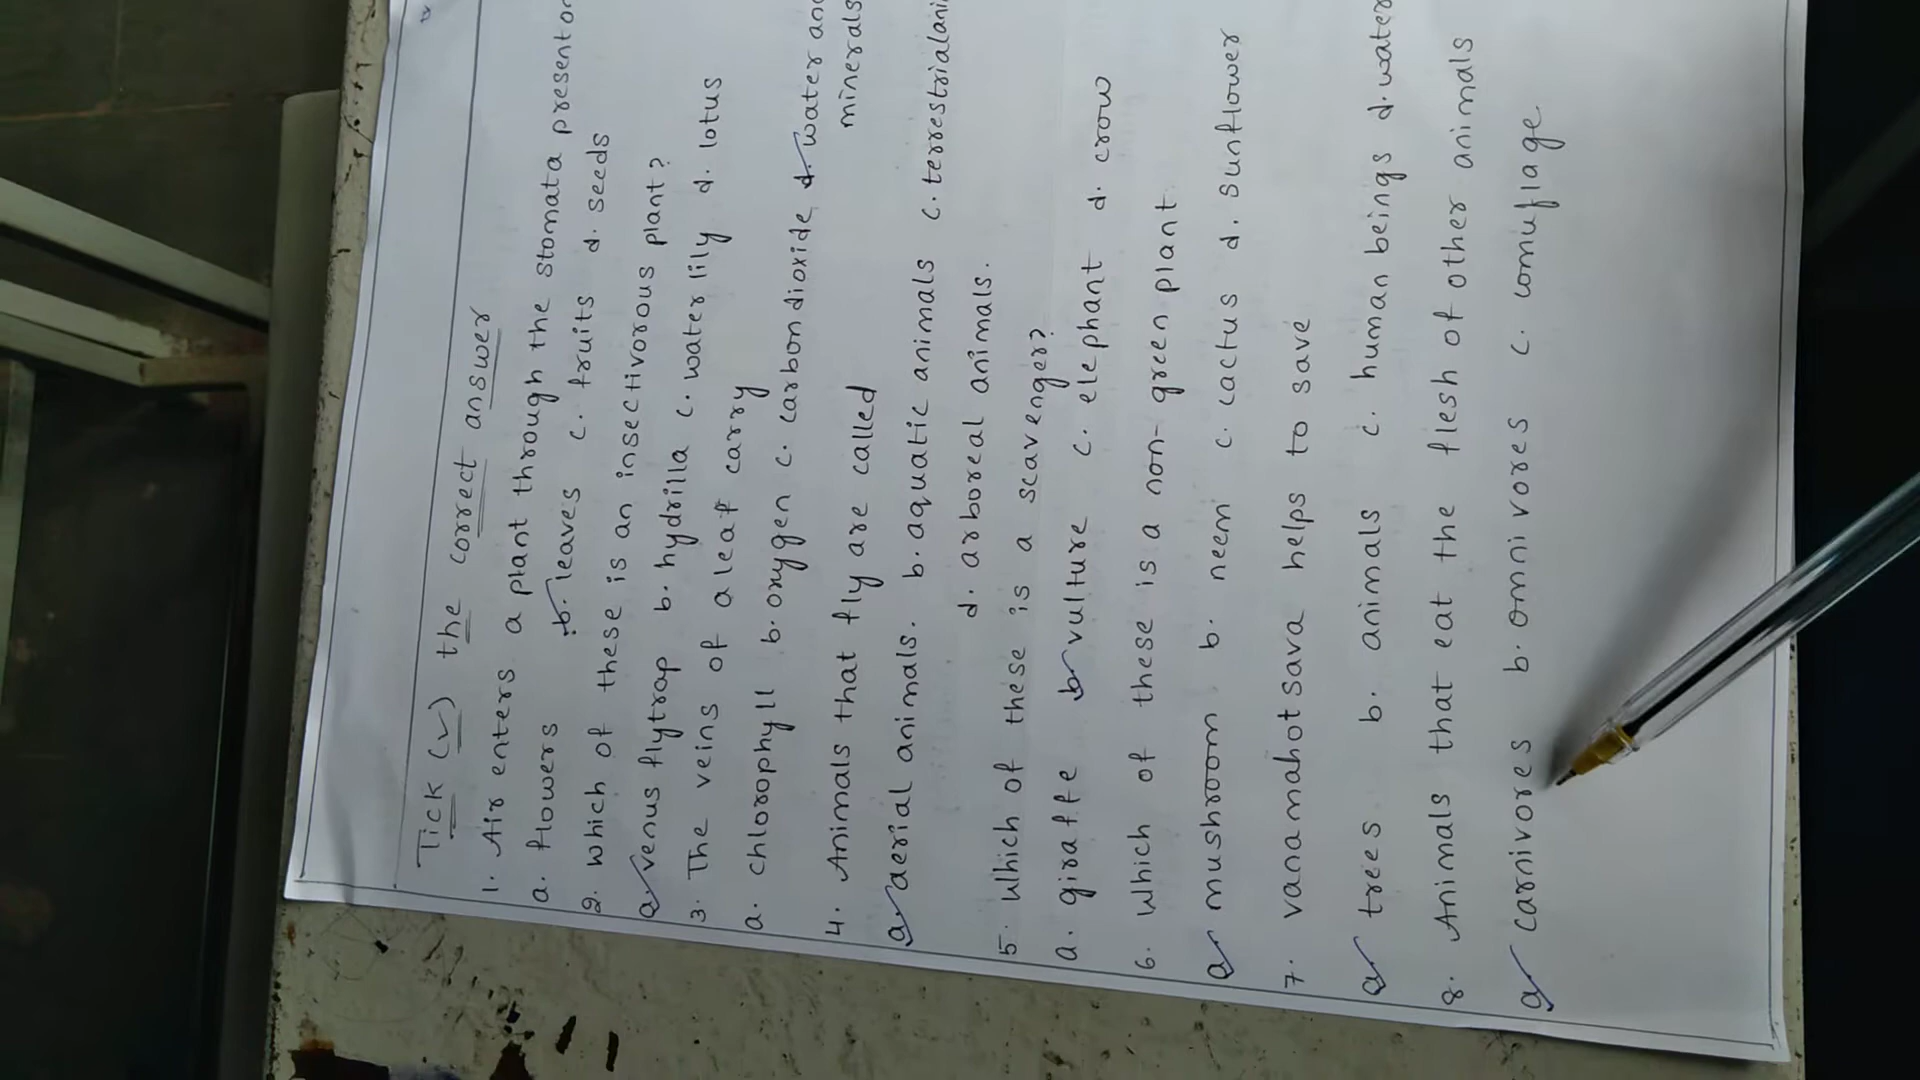 Tick (✓) the correct answer
1. Air enters a plant through the stomata present on
a. flowers b. leaves c. fruits d. seeds
2. which of these is an insectivorous plant?
a. venus flytrap b. hydrilla c. water lily d. lotus
3. The veins of a leaf carry
a. chlorophyll b. oxygen c. carbondioxide d. water and
minerals
4. Animals that fly are called
a. aerial animals. b. aquatic animals c. terrestrial
d. arboreal animals.
5. Which of these is a scavenger?
a. giraffe b. vulture c. elephant d. crow
6. Which of these is a non-green plant
a. mushroom b. neem c. cactus d. sunflower
7. vanamahotsava helps to save
a. trees b. animals c. human beings d. water
8. Animals that eat the flesh of other animals
a. carnivores b. omnivores c. comuflage